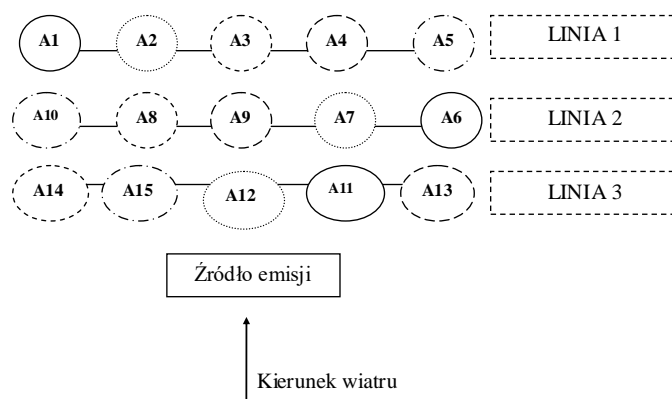 A1 A2 A3 A4 A5 LINIA 1
A10 A8 A9 A7 A6 LINIA 2
A14 A15 A12 A11 A13 LINIA 3
Źródło emisji
Kierunek wiatru